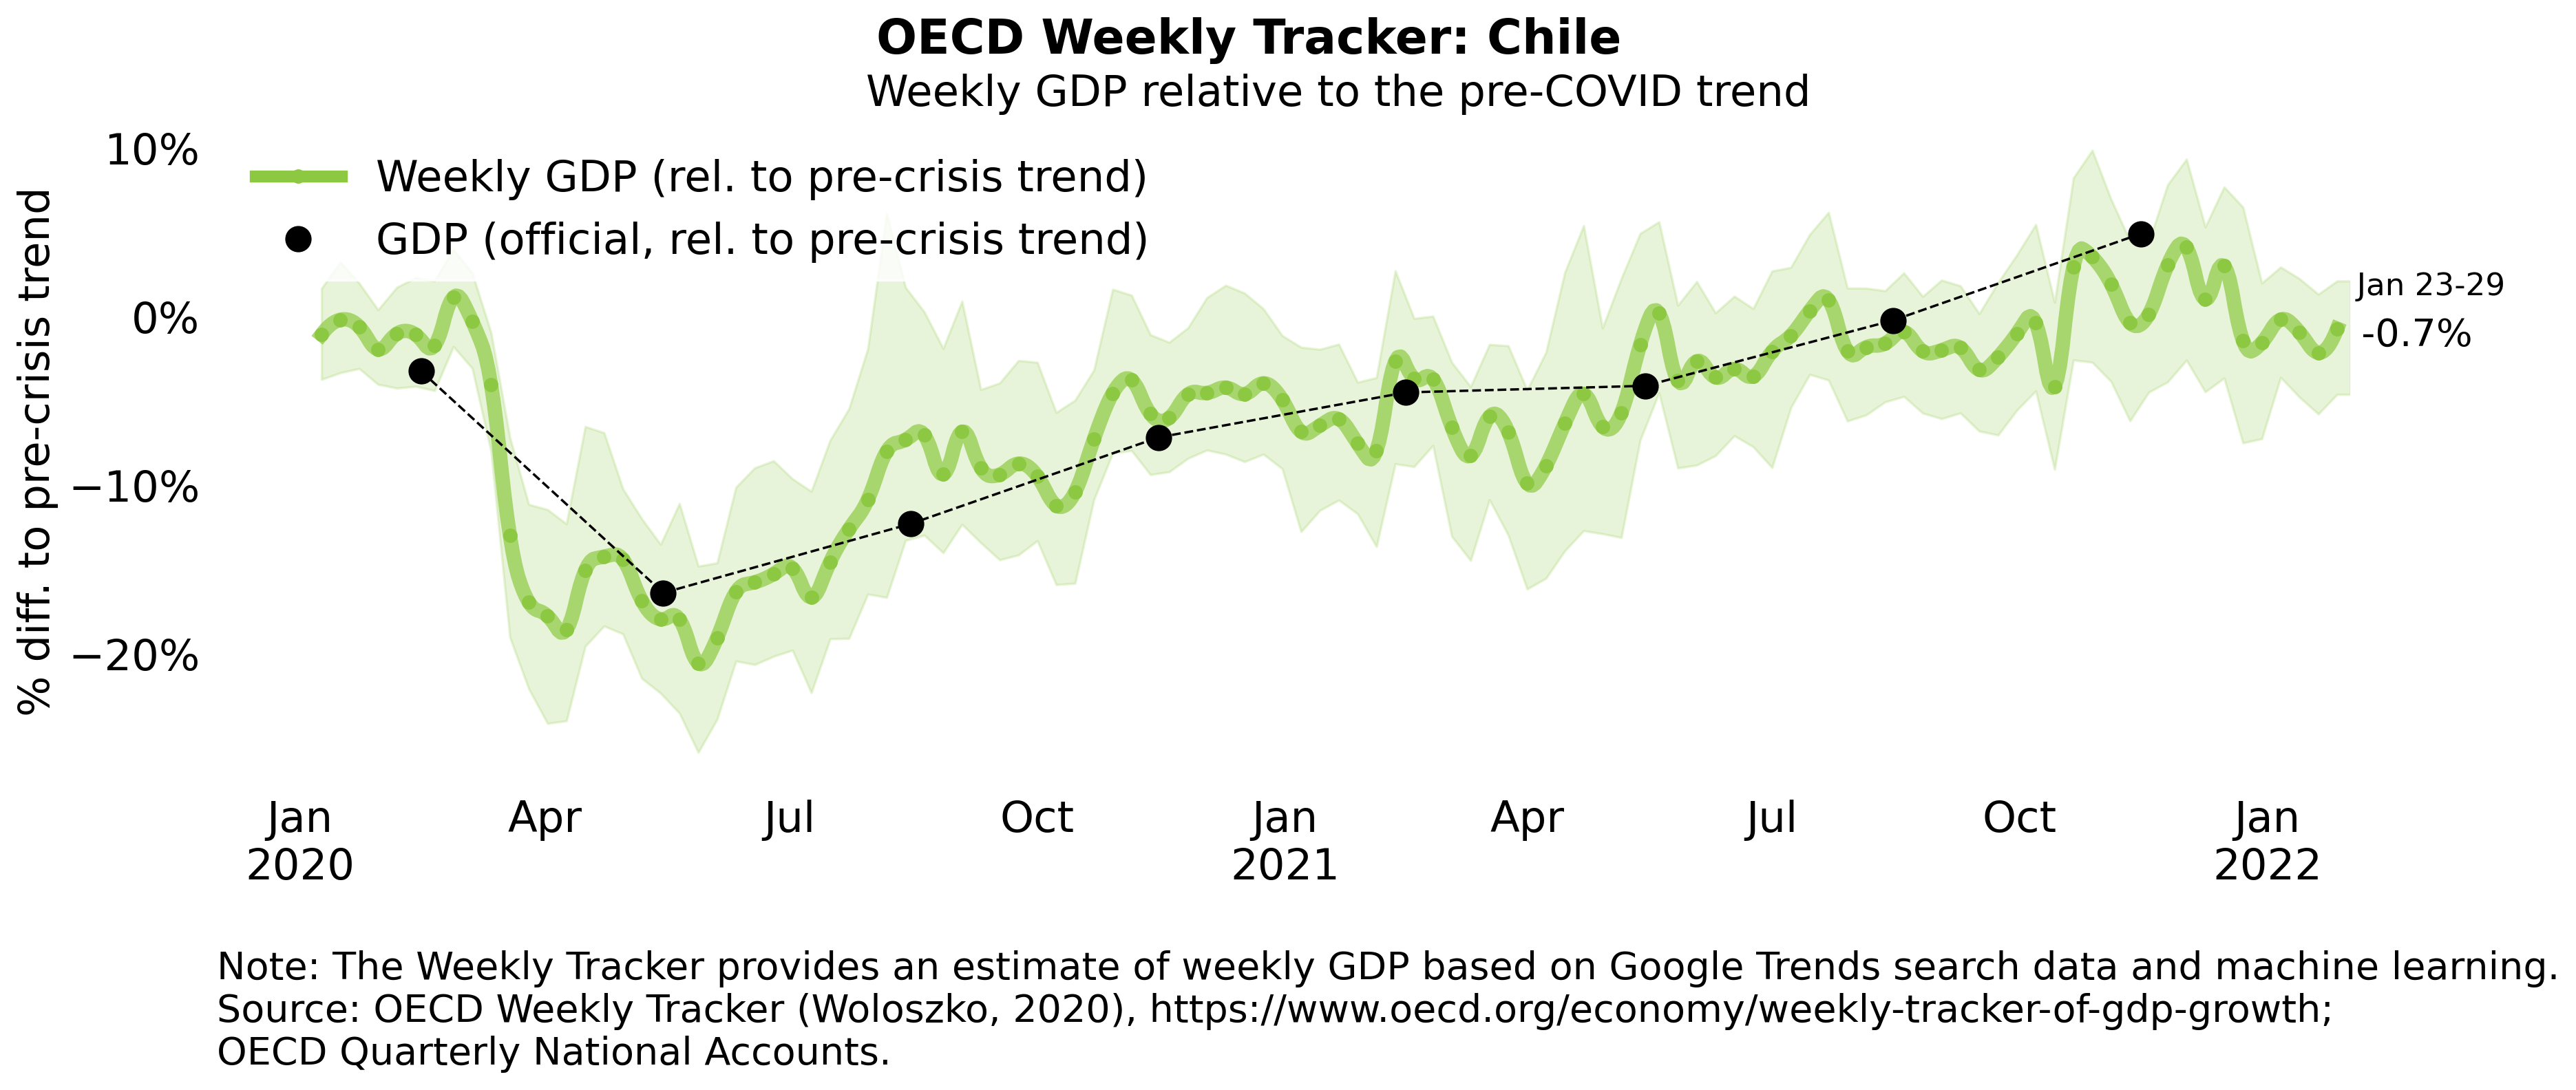 OECD Weekly Tracker: Chile
Weekly GDP relative to the pre-COVID trend
% diff. to pre-crisis trend
10%
0%
−10%
−20%
Weekly GDP (rel. to pre-crisis trend)
GDP (official, rel. to pre-crisis trend)
Jan 23-29
-0.7%
Jan Apr Jul Oct Jan Apr Jul Oct Jan
2020 2021 2022
Note: The Weekly Tracker provides an estimate of weekly GDP based on Google Trends search data and machine learning.
Source: OECD Weekly Tracker (Woloszko, 2020), https://www.oecd.org/economy/weekly-tracker-of-gdp-growth;
OECD Quarterly National Accounts.